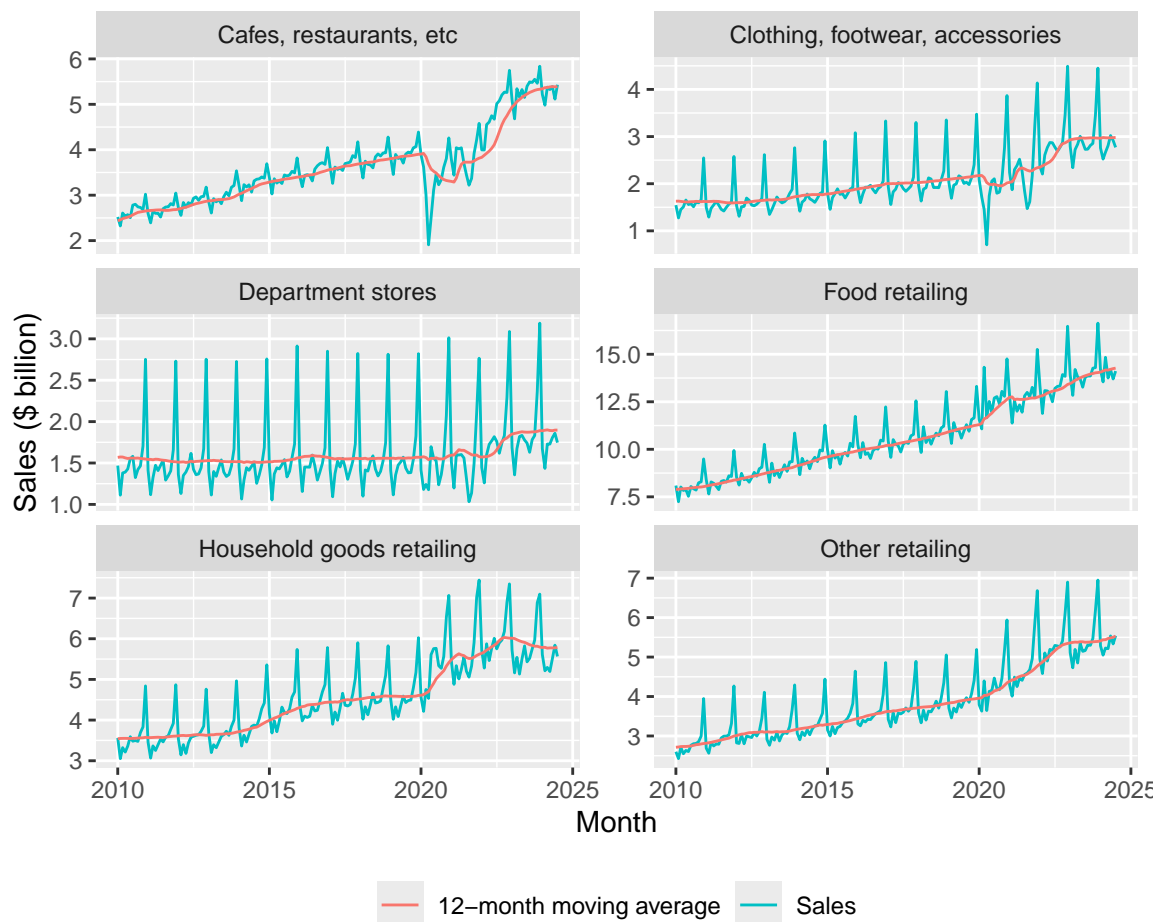 Cafes, restaurants, etc
Clothing, footwear, accessories
6
5
4
3
2
4
3
2
1
Department stores
Food retailing
3.0
2.5
2.0
1.5
1.0
15.0
12.5
10.0
7.5
Sales ($ billion)
Household goods retailing
Other retailing
7
6
5
4
3
7
6
5
4
3
2010 2015 2020 2025
2010 2015 2020 2025
Month
12−month moving average Sales